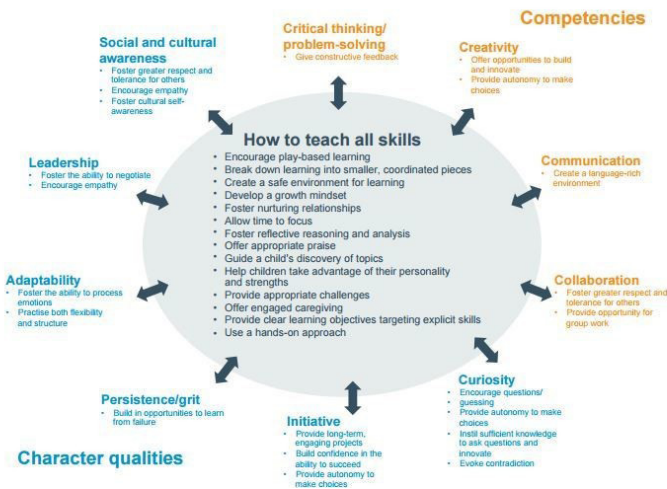 Competencies
Critical thinking/
problem-solving
• Give constructive feedback
Social and cultural
awareness
• Foster greater respect and
tolerance for others
• Encourage empathy
• Foster cultural self-
awareness
Creativity
• Offer opportunities to build
and innovate
• Provide autonomy to make
choices
Leadership
• Foster the ability to negotiate
• Encourage empathy
How to teach all skills
• Encourage play-based learning
• Break down learning into smaller, coordinated pieces
• Create a safe environment for learning
• Develop a growth mindset
• Foster nurturing relationships
• Allow time to focus
• Foster reflective reasoning and analysis
• Offer appropriate praise
• Guide a child's discovery of topics
• Help children take advantage of their personality
and strengths
• Provide appropriate challenges
• Offer engaged caregiving
• Provide clear learning objectives targeting explicit skills
• Use a hands-on approach
Communication
• Create a language-rich
environment
Adaptability
• Foster the ability to process
emotions
• Practise both flexibility
and structure
Collaboration
• Foster greater respect and
tolerance for others
• Provide opportunity for
group work
Persistence/grit
• Build in opportunities to learn
from failure
Initiative
• Provide long-term,
engaging projects
• Build confidence in the
ability to succeed
• Provide autonomy to
make choices
Curiosity
• Encourage questions/
• guessing
• Provide autonomy to make
choices
• Instil sufficient knowledge
to ask questions and
innovate
• Evoke contradiction
Character qualities